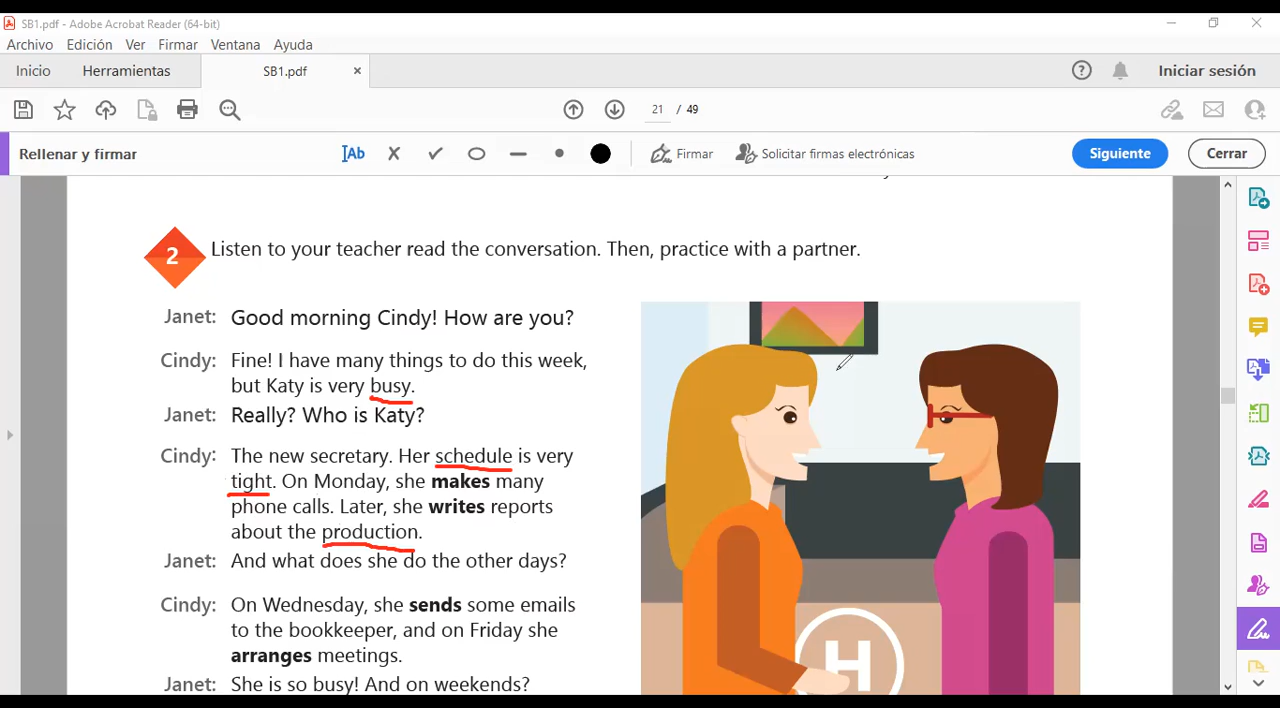 SB1.pdf - Adobe Acrobat Reader (64-bit)
Archivo Edición Ver Firmar Ventana Ayuda
Inicio Herramientas SB1.pdf × Iniciar sesión
21 / 49
Rellenar y firmar Ab Firmar Solicitar firmas electrónicas Siguiente Cerrar
2 Listen to your teacher read the conversation. Then, practice with a partner.
Janet: Good morning Cindy! How are you?
Cindy: Fine! I have many things to do this week,
but Katy is very busy.
Janet: Really? Who is Katy?
Cindy: The new secretary. Her schedule is very
tight. On Monday, she makes many
phone calls. Later, she writes reports
about the production.
Janet: And what does she do the other days?
Cindy: On Wednesday, she sends some emails
to the bookkeeper, and on Friday she
arranges meetings.
Janet: She is so busy! And on weekends?
H